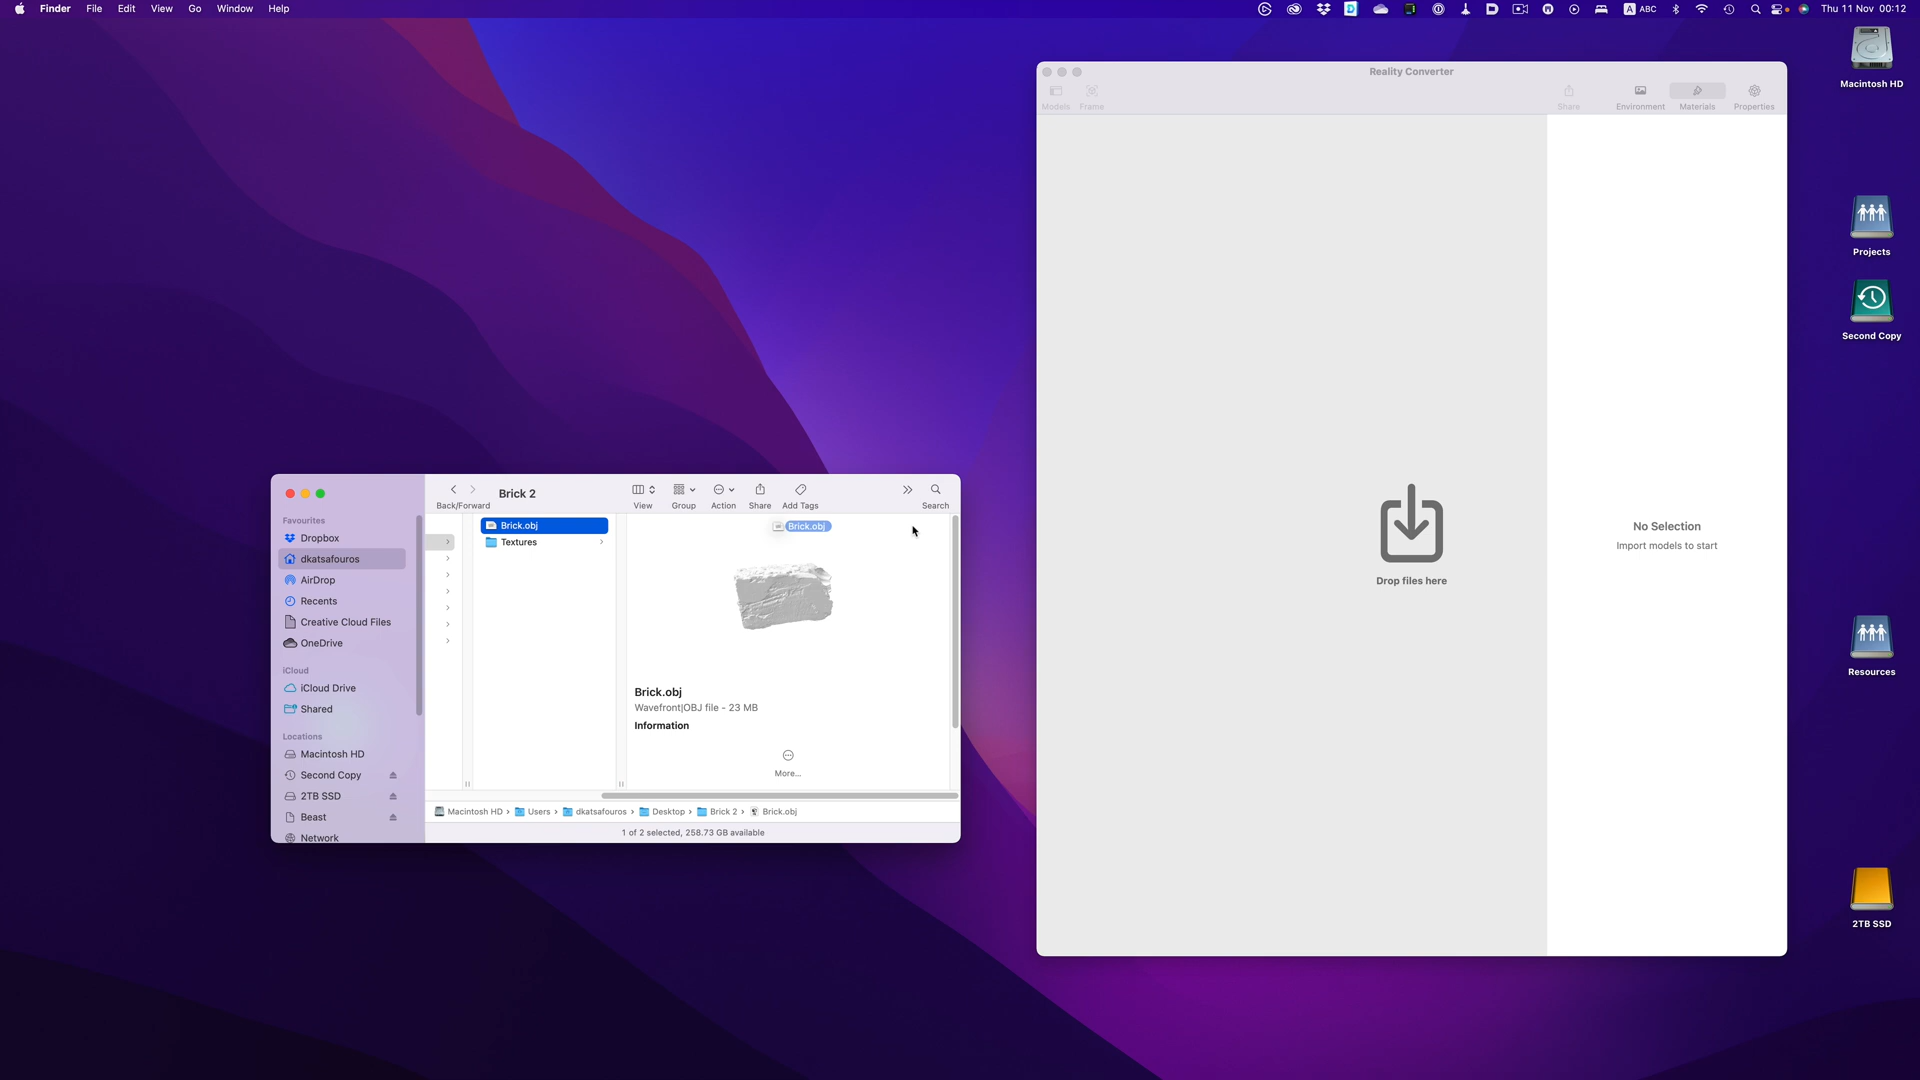 Finder File Edit View Go Window Help
A ABC Thu 11 Nov 00:12
Macintosh HD
Projects
Second Copy
Resources
2TB SSD
Reality Converter
Models Frame Share Environment Materials Properties
Drop files here
No Selection
Import models to start
Brick 2
Back/Forward View Group Action Share Add Tags Search
Favourites
Dropbox
dkatsafouros
AirDrop
Recents
Creative Cloud Files
OneDrive
iCloud
iCloud Drive
Shared
Locations
Macintosh HD
Second Copy
2TB SSD
Beast
Network
Brick.obj
Textures
Brick.obj
Brick.obj
Wavefront|OBJ file - 23 MB
Information
More...
Macintosh HD › Users › dkatsafouros › Desktop › Brick 2 › Brick.obj
1 of 2 selected, 258.73 GB available